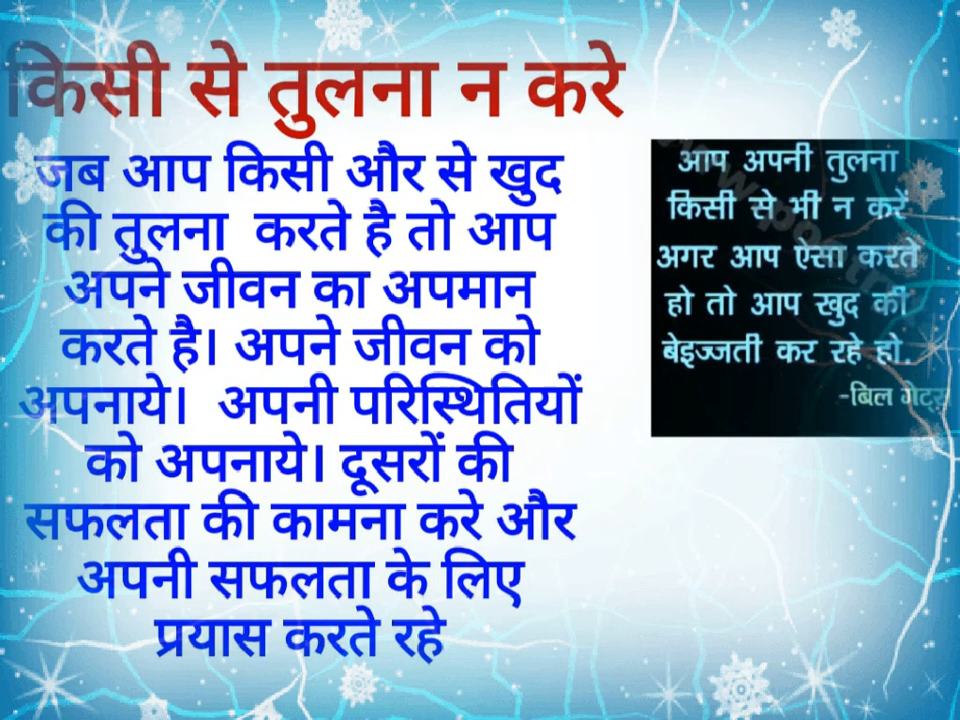 किसी से तुलना न करे
जब आप किसी और से खुद
की तुलना करते है तो आप
अपने जीवन का अपमान
करते है। अपने जीवन को
अपनाये। अपनी परिस्थितियों
को अपनाये। दूसरों की
सफलता की कामना करे और
अपनी सफलता के लिए
प्रयास करते रहे
आप अपनी तुलना
किसी से भी न करें
अगर आप ऐसा करते
हो तो आप खुद की
बेइज्जती कर रहे हो.
-बिल गेट्स